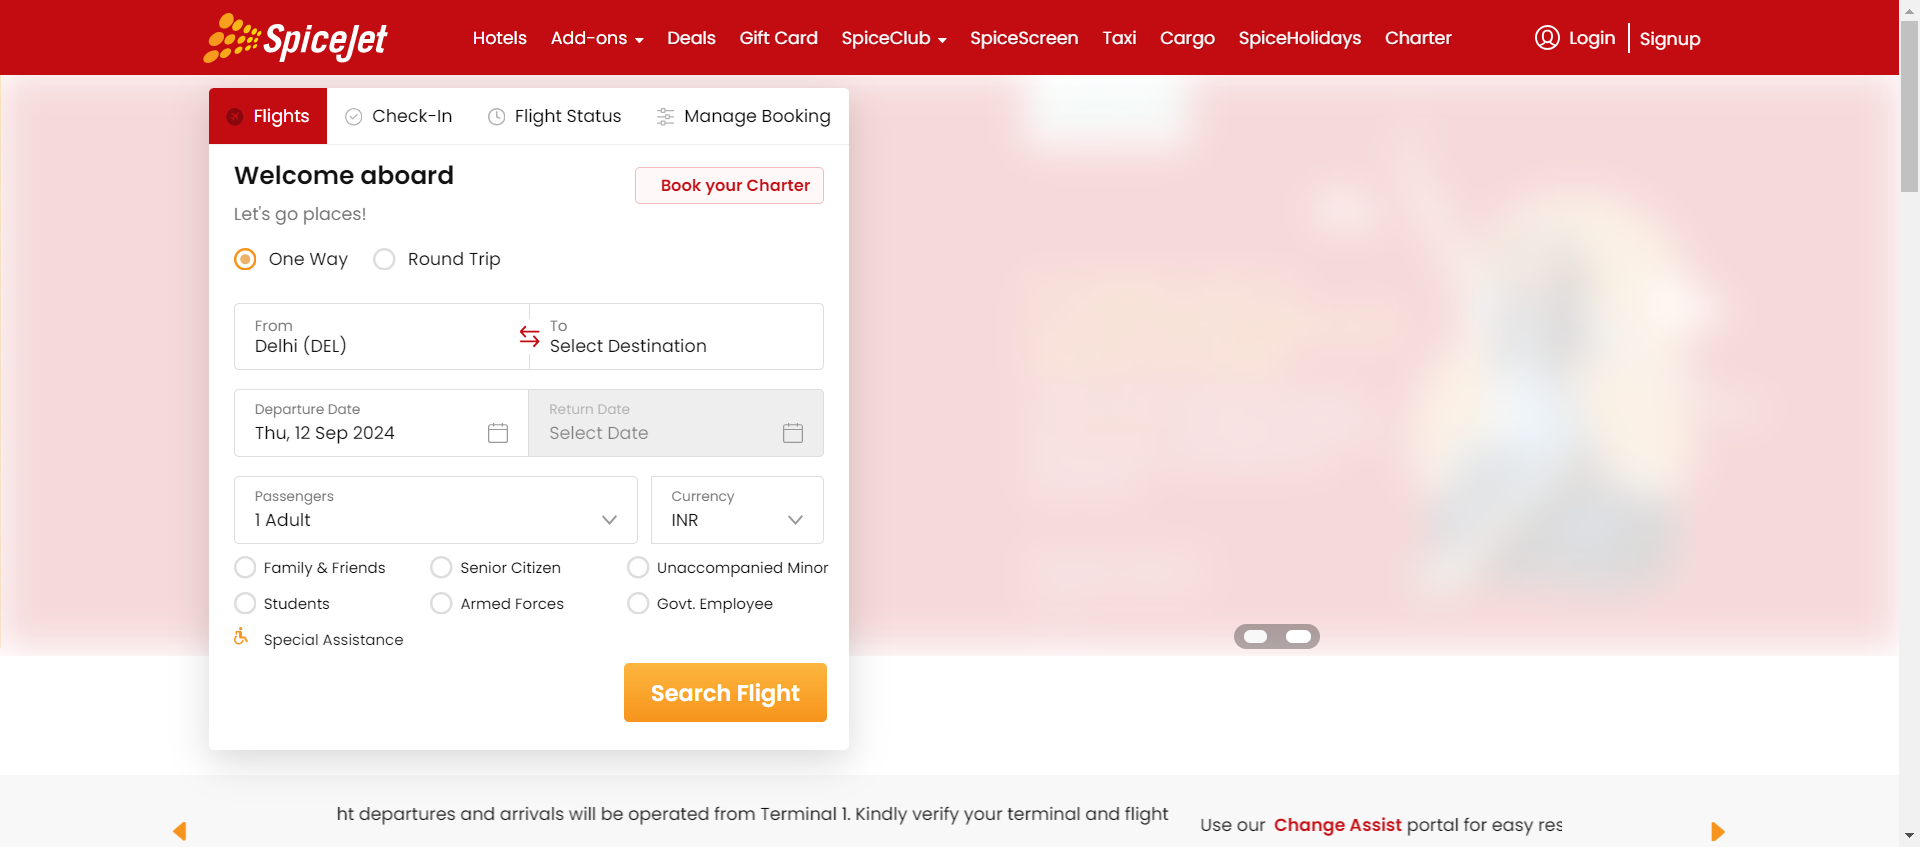 SpiceJet
Hotels Add-ons Deals Gift Card SpiceClub SpiceScreen Taxi Cargo SpiceHolidays Charter Login Signup
Flights Check-In Flight Status Manage Booking
Welcome aboard
Book your Charter
Let's go places!
One Way Round Trip
From To
Delhi (DEL) Select Destination
Departure Date Return Date
Thu, 12 Sep 2024 Select Date
Passengers Currency
1 Adult INR
Family & Friends Senior Citizen Unaccompanied Minor
Students Armed Forces Govt. Employee
Special Assistance
Search Flight
ht departures and arrivals will be operated from Terminal 1. Kindly verify your terminal and flight
Use our Change Assist portal for easy res